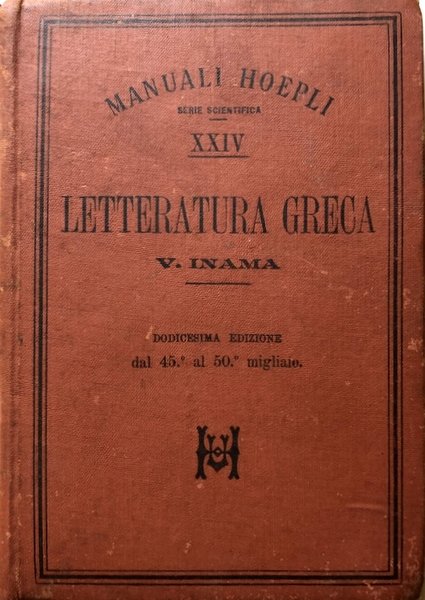 MANUALI HOEPLI
SERIE SCIENTIFICA
XXIV
LETTERATURA GRECA
V. INAMA
DODICESIMA EDIZIONE
dal 45.º al 50.º migliaio.